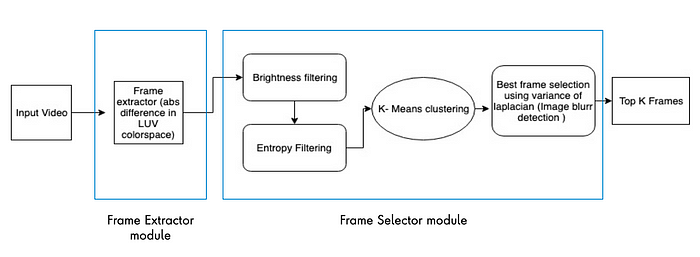 Input Video
Frame
extractor (abs
difference in
LUV
colorspace)
Frame Extractor
module
Brightness filtering
Entropy Filtering
K- Means clustering
Best frame selection
using variance of
laplacian (Image blurr
detection )
Frame Selector module
Top K Frames